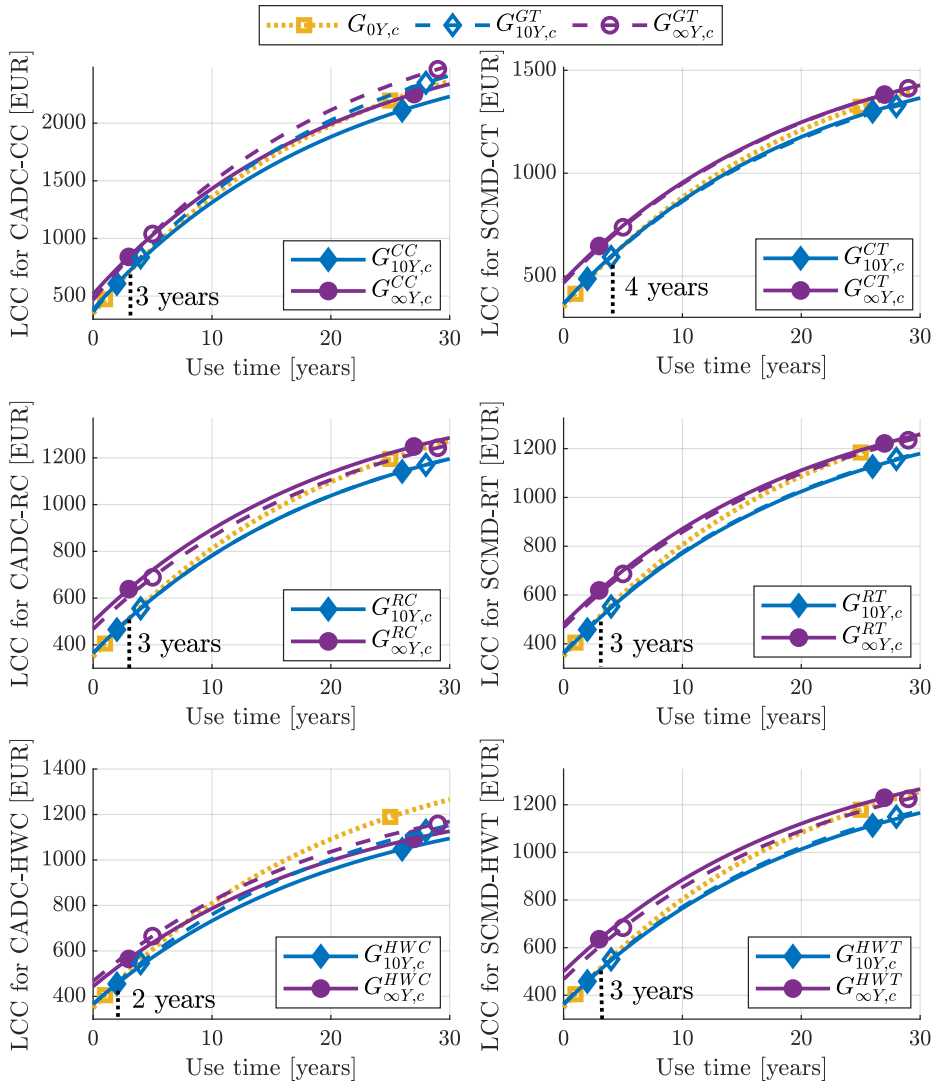 G_{0Y,c} G^{GT}_{10Y,c} G^{GT}_{∞Y,c}
LCC for CADC-CC [EUR]
2000
1500
1000
500
3 years
G^{CC}_{10Y,c}
G^{CC}_{∞Y,c}
0 10 20 30
Use time [years]
LCC for SCMD-CT [EUR]
1500
1000
500
4 years
G^{CT}_{10Y,c}
G^{CT}_{∞Y,c}
0 10 20 30
Use time [years]
LCC for CADC-RC [EUR]
1200
1000
800
600
400
3 years
G^{RC}_{10Y,c}
G^{RC}_{∞Y,c}
0 10 20 30
Use time [years]
LCC for SCMD-RT [EUR]
1200
1000
800
600
400
3 years
G^{RT}_{10Y,c}
G^{RT}_{∞Y,c}
0 10 20 30
Use time [years]
LCC for CADC-HWC [EUR]
1400
1200
1000
800
600
400
2 years
G^{HWC}_{10Y,c}
G^{HWC}_{∞Y,c}
0 10 20 30
Use time [years]
LCC for SCMD-HWT [EUR]
1200
1000
800
600
400
3 years
G^{HWT}_{10Y,c}
G^{HWT}_{∞Y,c}
0 10 20 30
Use time [years]